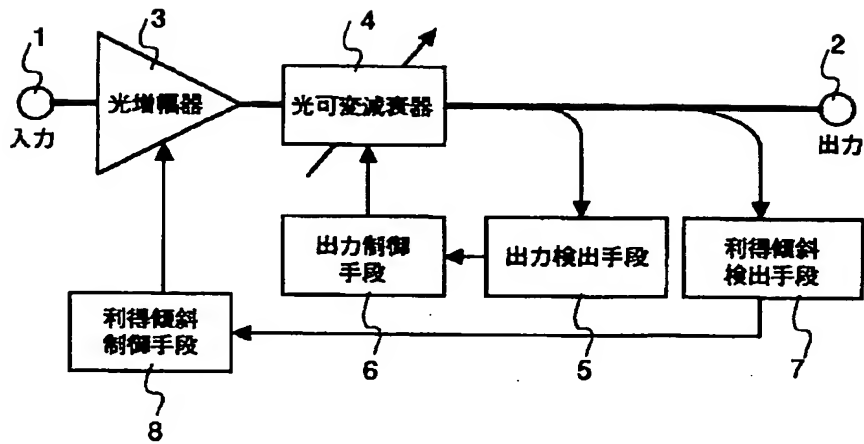 1
3
4
2
光増幅器
光可変減衰器
入力
出力
出力制御
手段
出力検出手段
利得傾斜
検出手段
利得傾斜
制御手段
6
5
7
8